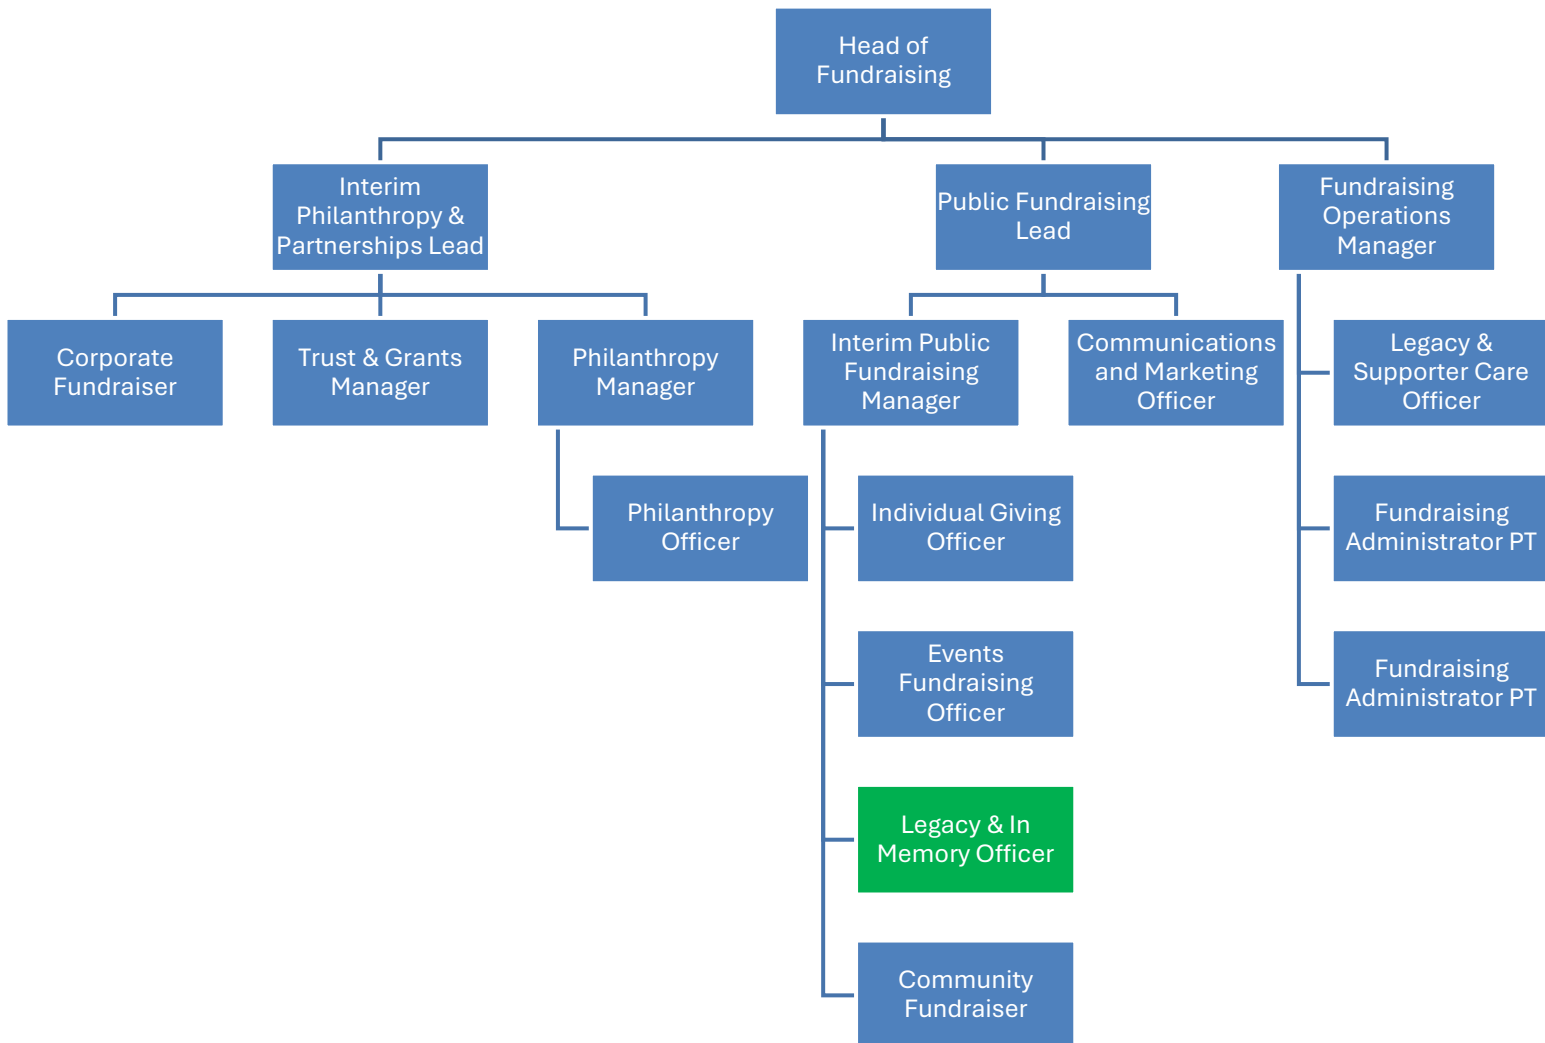 Head of
Fundraising
Interim
Philanthropy &
Partnerships Lead
Public Fundraising
Lead
Fundraising
Operations
Manager
Corporate
Fundraiser
Trust & Grants
Manager
Philanthropy
Manager
Interim Public
Fundraising
Manager
Communications
and Marketing
Officer
Legacy &
Supporter Care
Officer
Philanthropy
Officer
Individual Giving
Officer
Fundraising
Administrator PT
Events
Fundraising
Officer
Fundraising
Administrator PT
Legacy & In
Memory Officer
Community
Fundraiser